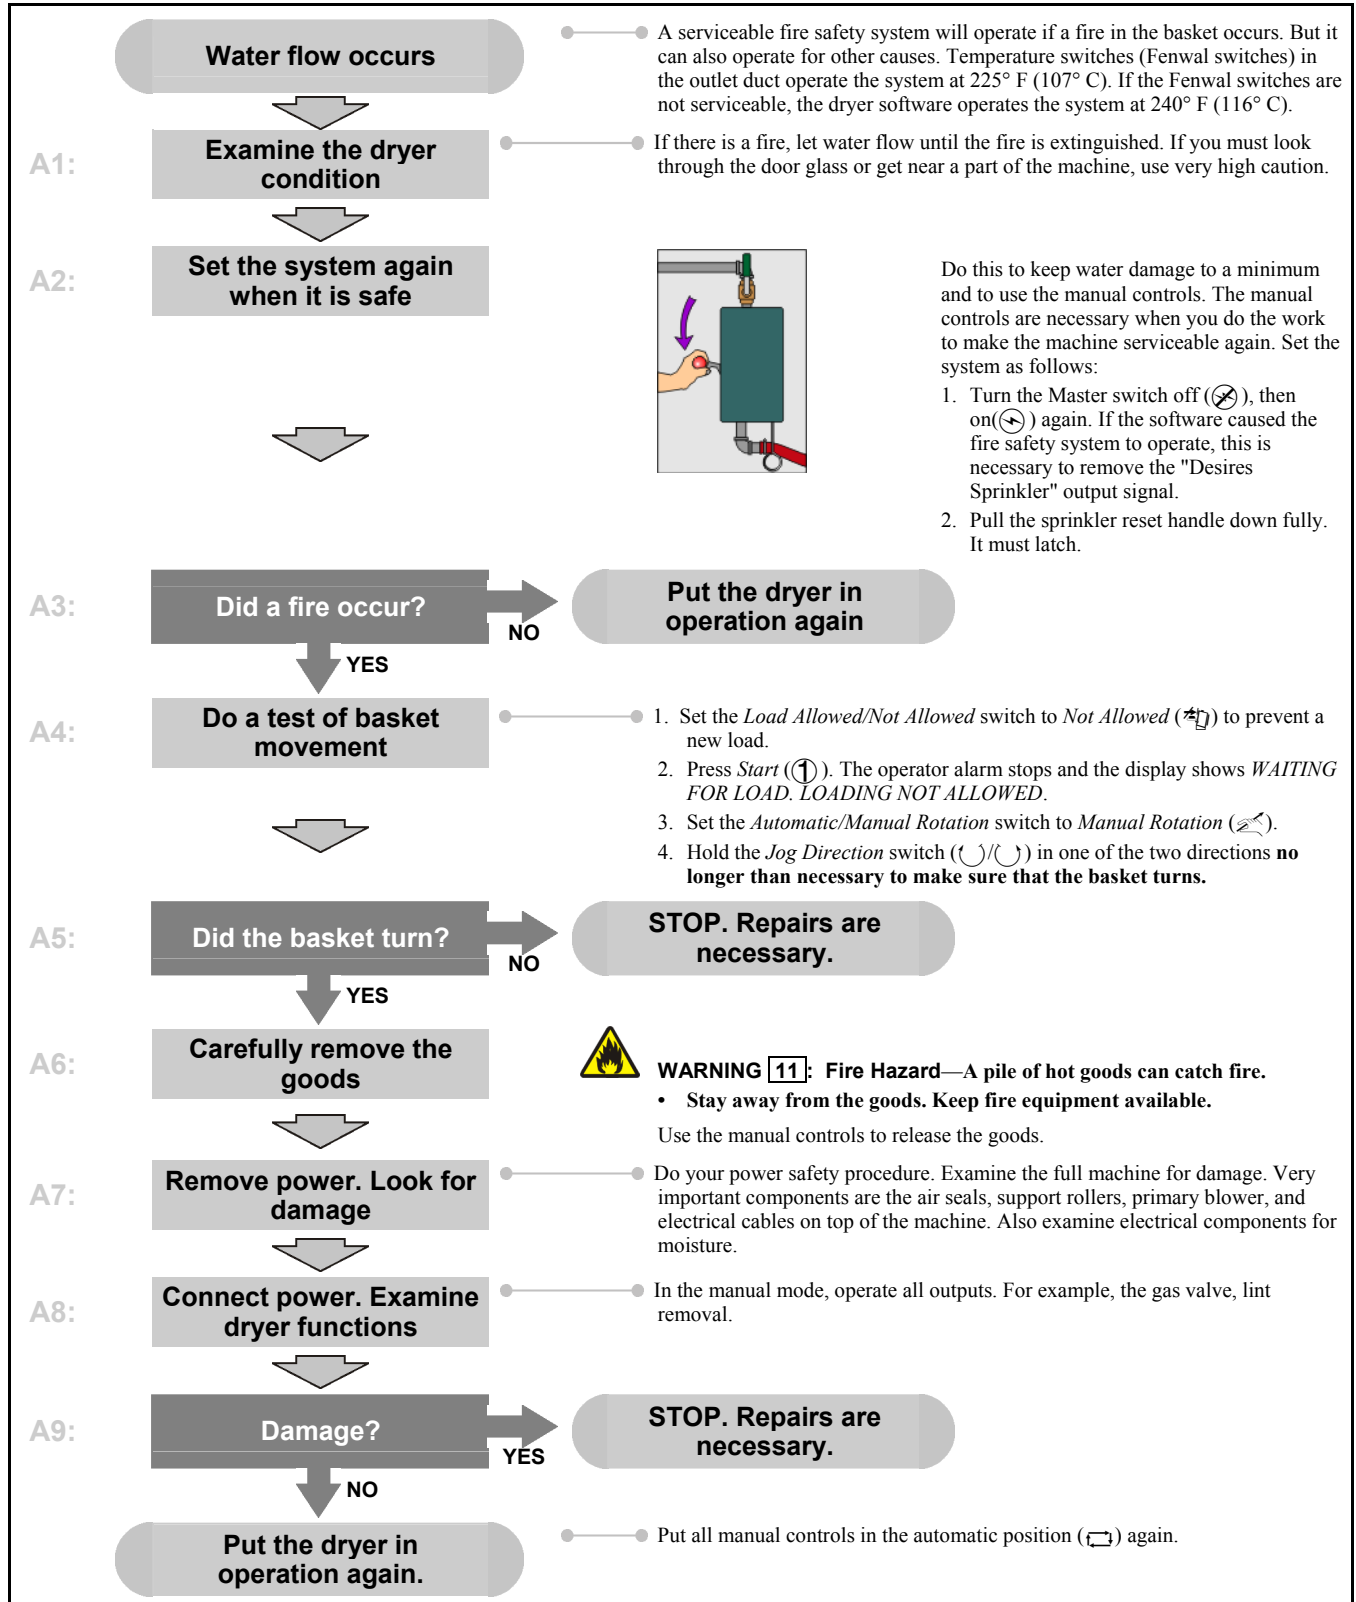 Water flow occurs
A serviceable fire safety system will operate if a fire in the basket occurs. But it
can also operate for other causes. Temperature switches (Fenwal switches) in
the outlet duct operate the system at 225° F (107° C). If the Fenwal switches are
not serviceable, the dryer software operates the system at 240° F (116° C).
A1:
Examine the dryer
condition
If there is a fire, let water flow until the fire is extinguished. If you must look
through the door glass or get near a part of the machine, use very high caution.
A2:
Set the system again
when it is safe
Do this to keep water damage to a minimum
and to use the manual controls. The manual
controls are necessary when you do the work
to make the machine serviceable again. Set the
system as follows:
1. Turn the Master switch off ( ), then
on( ) again. If the software caused the
fire safety system to operate, this is
necessary to remove the "Desires
Sprinkler" output signal.
2. Pull the sprinkler reset handle down fully.
It must latch.
A3:
Did a fire occur?
NO
Put the dryer in
operation again
YES
A4:
Do a test of basket
movement
1. Set the Load Allowed/Not Allowed switch to Not Allowed ( ) to prevent a
new load.
2. Press Start (1). The operator alarm stops and the display shows WAITING
FOR LOAD. LOADING NOT ALLOWED.
3. Set the Automatic/Manual Rotation switch to Manual Rotation ( ).
4. Hold the Jog Direction switch ( / ) in one of the two directions no
longer than necessary to make sure that the basket turns.
A5:
Did the basket turn?
NO
STOP. Repairs are
necessary.
YES
A6:
Carefully remove the
goods
WARNING 11: Fire Hazard—A pile of hot goods can catch fire.
• Stay away from the goods. Keep fire equipment available.
Use the manual controls to release the goods.
A7:
Remove power. Look for
damage
Do your power safety procedure. Examine the full machine for damage. Very
important components are the air seals, support rollers, primary blower, and
electrical cables on top of the machine. Also examine electrical components for
moisture.
A8:
Connect power. Examine
dryer functions
In the manual mode, operate all outputs. For example, the gas valve, lint
removal.
A9:
Damage?
YES
STOP. Repairs are
necessary.
NO
Put the dryer in
operation again.
Put all manual controls in the automatic position ( ) again.